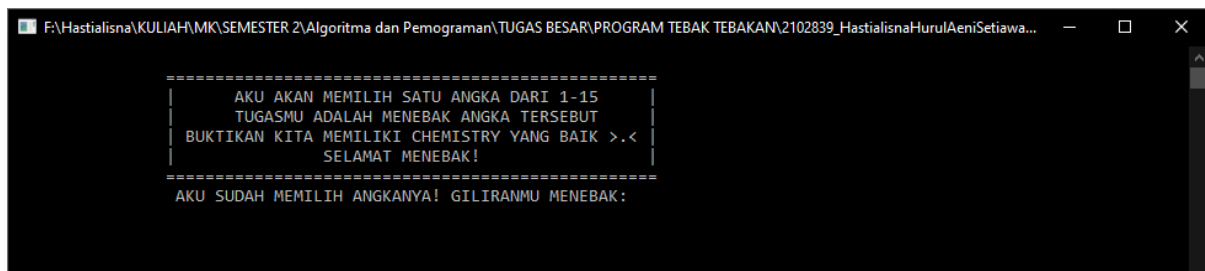 F:\Hastialisna\KULIAH\MK\SEMESTER 2\Algoritma dan Pemograman\TUGAS BESAR\PROGRAM TEBAK TEBAKAN\2102839_HastialisnaHurulAeniSetiawa...
==================================================
| AKU AKAN MEMILIH SATU ANGKA DARI 1-15 |
| TUGASMU ADALAH MENEBAK ANGKA TERSEBUT |
| BUKTIKAN KITA MEMILIKI CHEMISTRY YANG BAIK >.< |
| SELAMAT MENEBAK! |
==================================================
AKU SUDAH MEMILIH ANGKANYA! GILIRANMU MENEBAK: